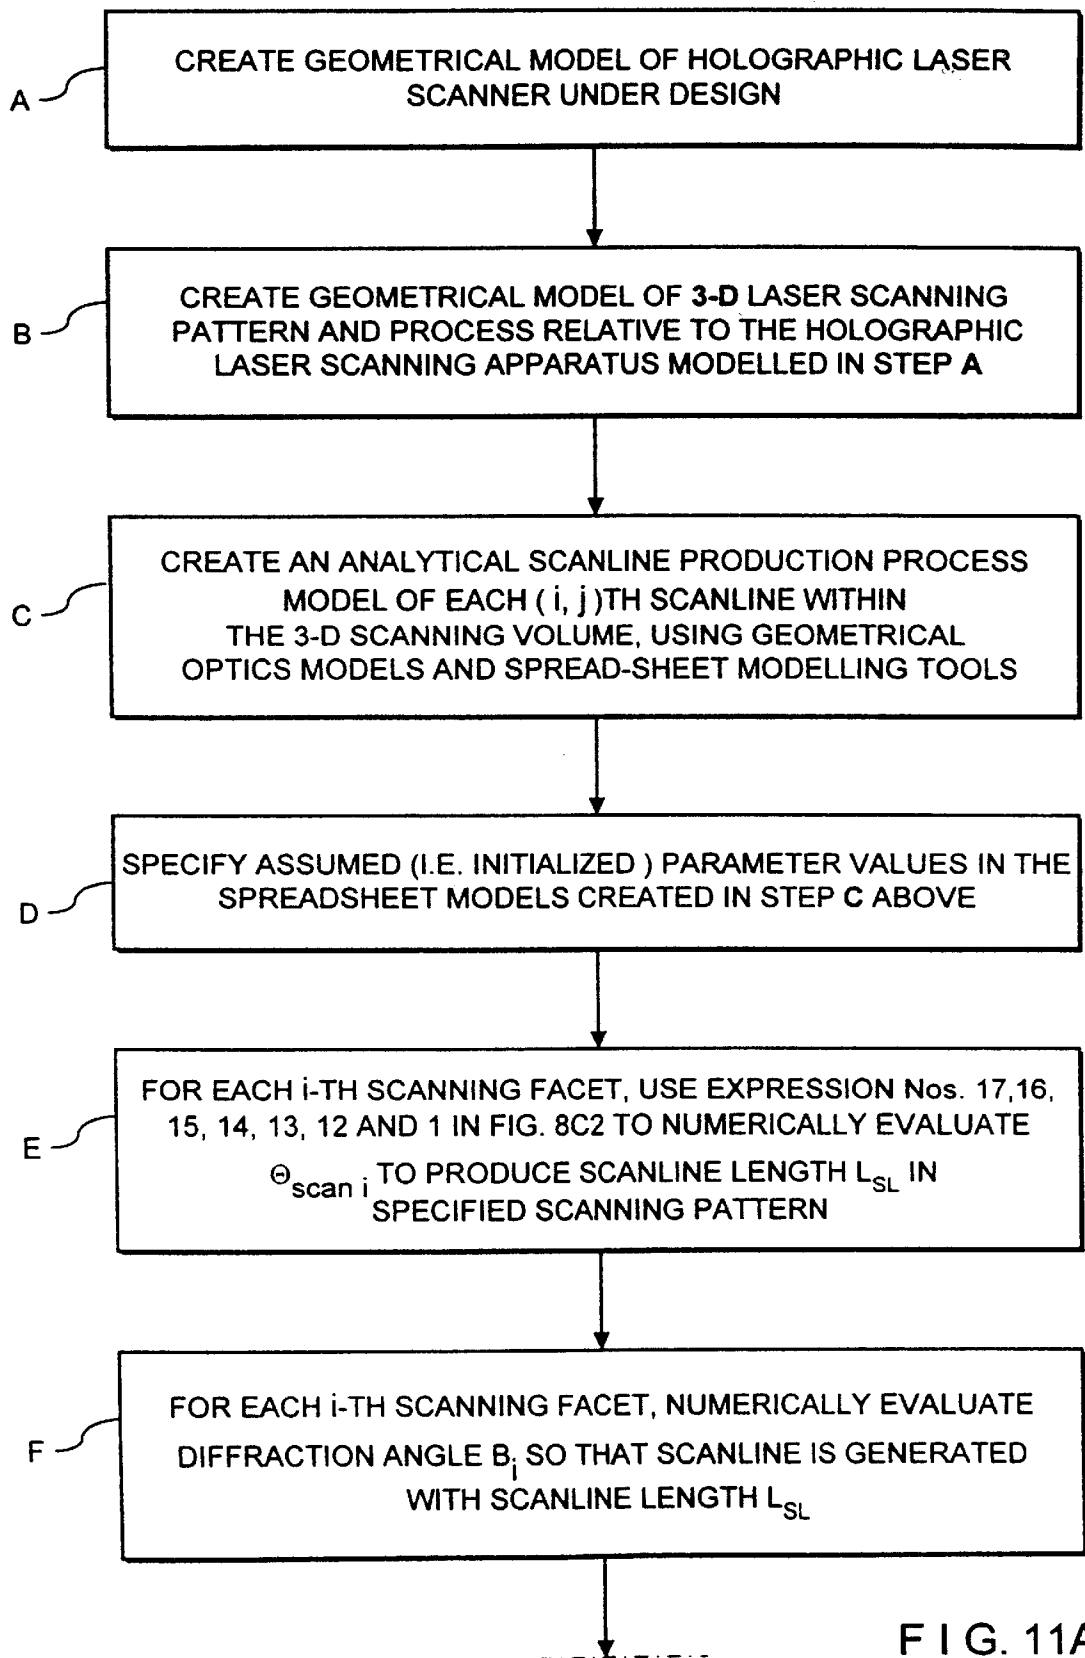 A
CREATE GEOMETRICAL MODEL OF HOLOGRAPHIC LASER
SCANNER UNDER DESIGN
B
CREATE GEOMETRICAL MODEL OF 3-D LASER SCANNING
PATTERN AND PROCESS RELATIVE TO THE HOLOGRAPHIC
LASER SCANNING APPARATUS MODELLED IN STEP A
C
CREATE AN ANALYTICAL SCANLINE PRODUCTION PROCESS
MODEL OF EACH ( i, j )TH SCANLINE WITHIN
THE 3-D SCANNING VOLUME, USING GEOMETRICAL
OPTICS MODELS AND SPREAD-SHEET MODELLING TOOLS
D
SPECIFY ASSUMED (I.E. INITIALIZED ) PARAMETER VALUES IN THE
SPREADSHEET MODELS CREATED IN STEP C ABOVE
E
FOR EACH i-TH SCANNING FACET, USE EXPRESSION Nos. 17,16,
15, 14, 13, 12 AND 1 IN FIG. 8C2 TO NUMERICALLY EVALUATE
Θscan i TO PRODUCE SCANLINE LENGTH LSL IN
SPECIFIED SCANNING PATTERN
F
FOR EACH i-TH SCANNING FACET, NUMERICALLY EVALUATE
DIFFRACTION ANGLE Bi SO THAT SCANLINE IS GENERATED
WITH SCANLINE LENGTH LSL
F I G. 11A